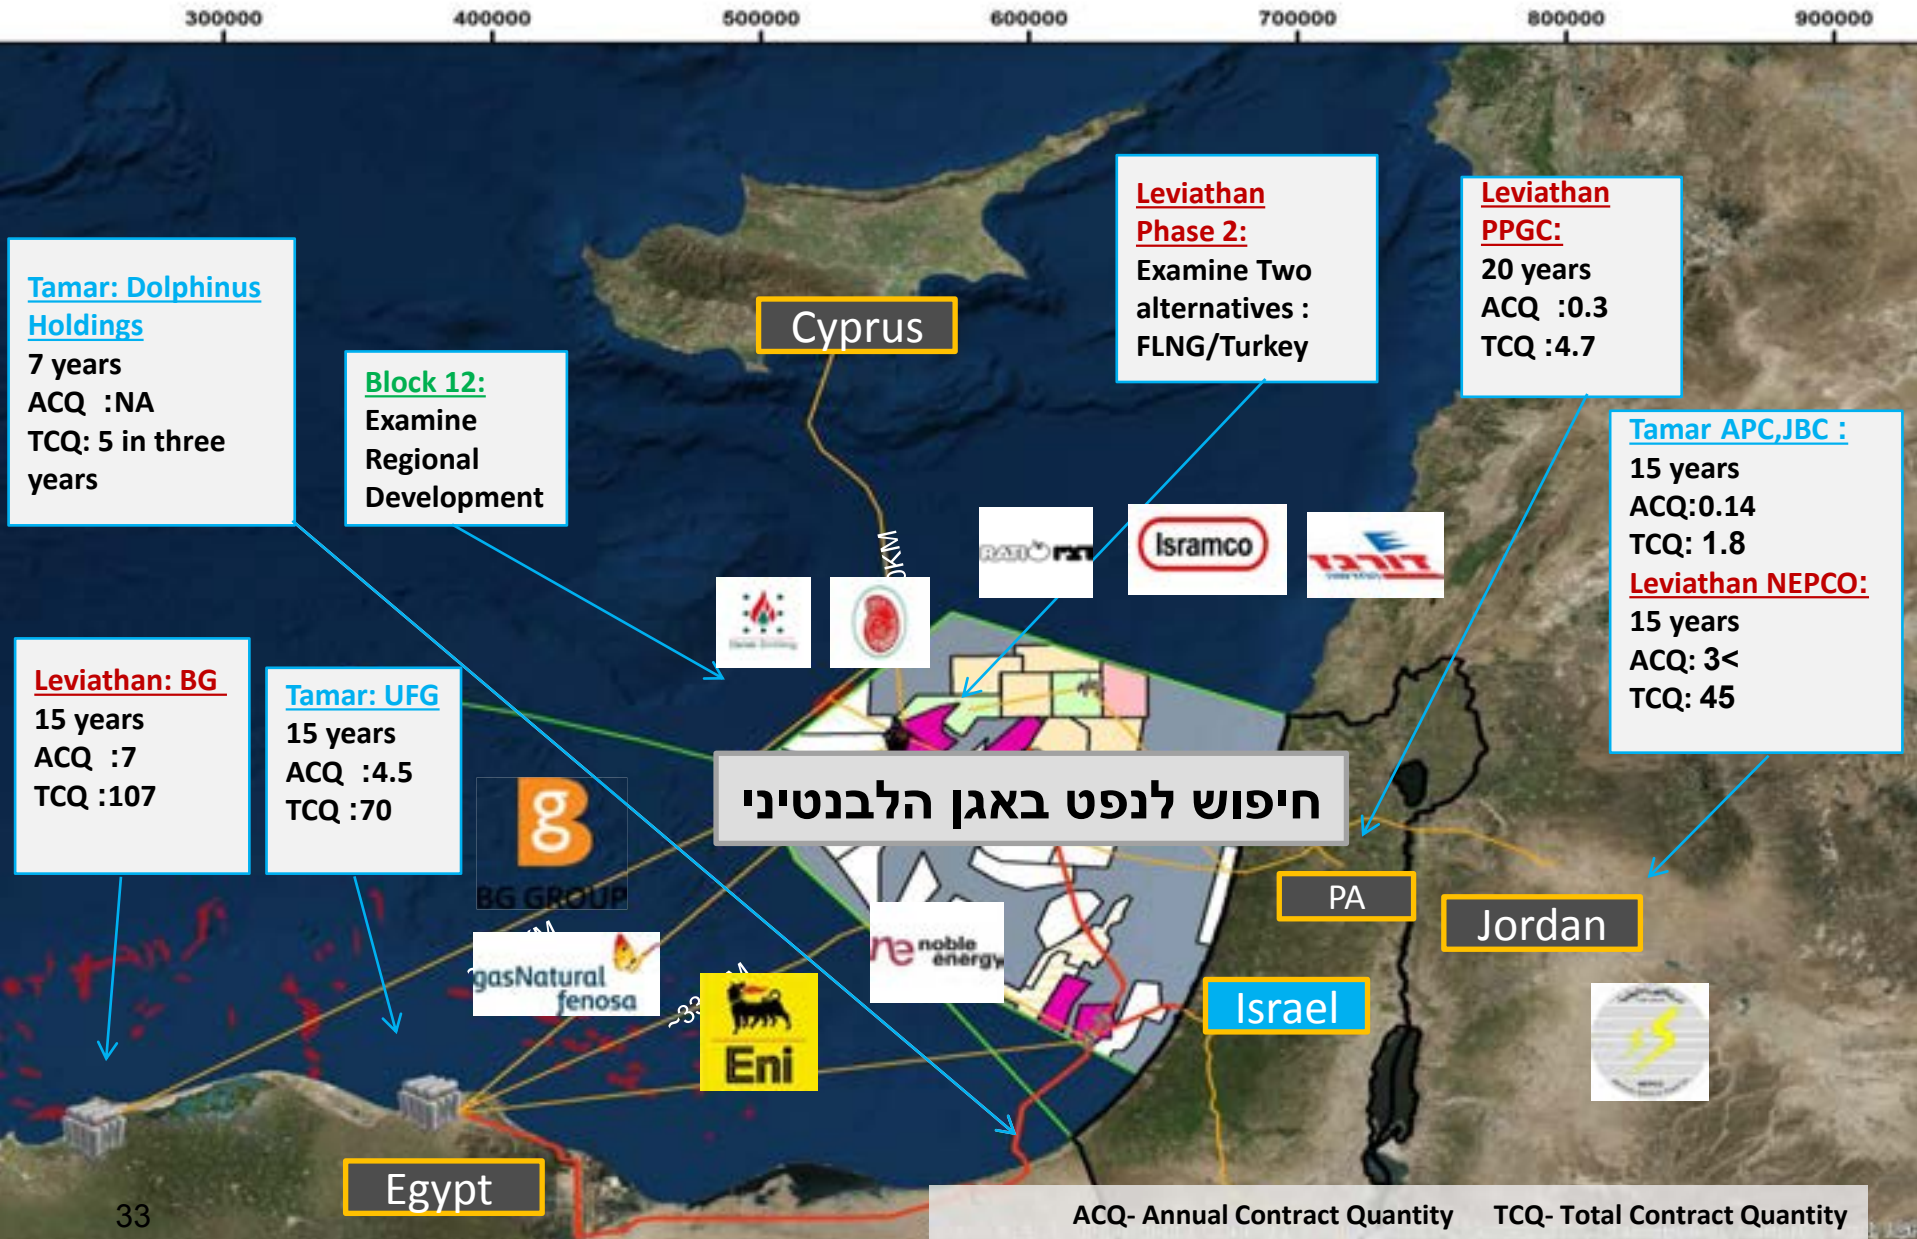 300000 400000 500000 600000 700000 800000 900000
Leviathan
Phase 2:
Examine Two
alternatives :
FLNG/Turkey
Leviathan
PPGC:
20 years
ACQ :0.3
TCQ :4.7
Tamar: Dolphinus
Holdings
7 years
ACQ :NA
TCQ: 5 in three
years
Cyprus
Block 12:
Examine
Regional
Development
Tamar APC,JBC :
15 years
ACQ:0.14
TCQ: 1.8
Leviathan NEPCO:
15 years
ACQ: 3<
TCQ: 45
KM
RATIO רציו
Isramco
דורגז
Leviathan: BG
15 years
ACQ :7
TCQ :107
Tamar: UFG
15 years
ACQ :4.5
TCQ :70
BG GROUP
חיפוש לנפט באגן הלבנטיני
PA
Jordan
gasNatural
fenosa
noble
energy
Eni
Israel
NEPCO
Egypt
33
ACQ- Annual Contract Quantity TCQ- Total Contract Quantity